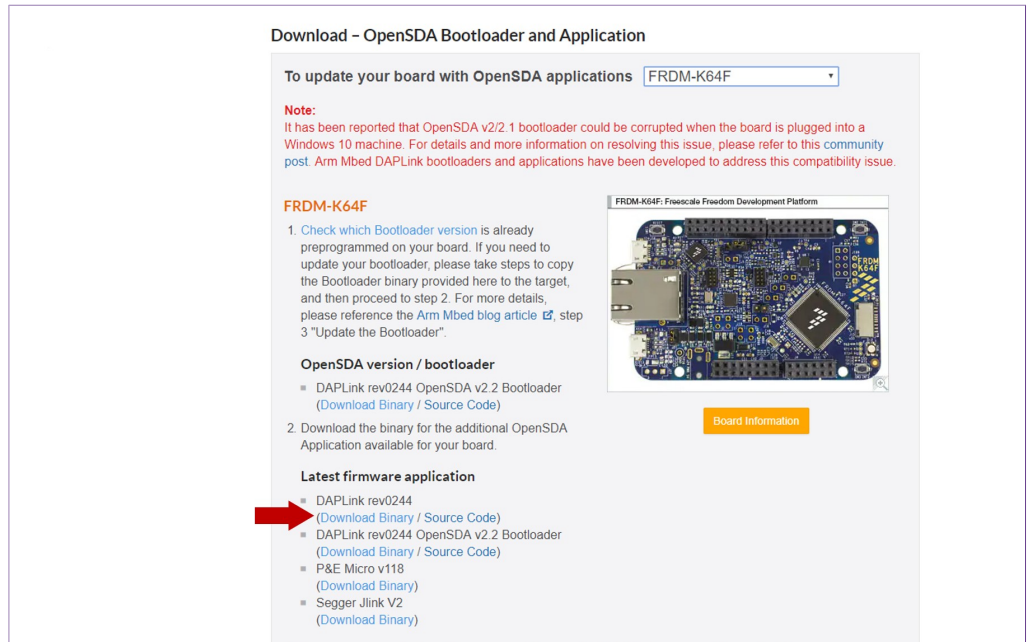 Download – OpenSDA Bootloader and Application
To update your board with OpenSDA applications FRDM-K64F
Note:
It has been reported that OpenSDA v2/2.1 bootloader could be corrupted when the board is plugged into a
Windows 10 machine. For details and more information on resolving this issue, please refer to this community
post. Arm Mbed DAPLink bootloaders and applications have been developed to address this compatibility issue.
FRDM-K64F
1. Check which Bootloader version is already
preprogrammed on your board. If you need to
update your bootloader, please take steps to copy
the Bootloader binary provided here to the target,
and then proceed to step 2. For more details,
please reference the Arm Mbed blog article , step
3 "Update the Bootloader".
OpenSDA version / bootloader
DAPLink rev0244 OpenSDA v2.2 Bootloader
(Download Binary / Source Code)
2. Download the binary for the additional OpenSDA
Application available for your board.
Latest firmware application
DAPLink rev0244
(Download Binary / Source Code)
DAPLink rev0244 OpenSDA v2.2 Bootloader
(Download Binary / Source Code)
P&E Micro v118
(Download Binary)
Segger Jlink V2
(Download Binary)
FRDM-K64F: Freescale Freedom Development Platform
FRDM
K64F
Board Information